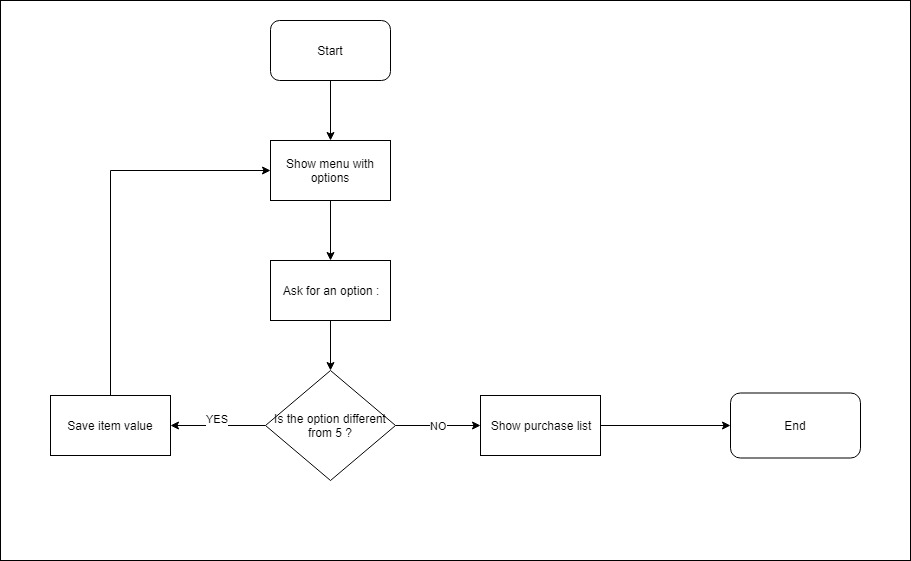 Start
Show menu with
options
Ask for an option :
Is the option different
from 5 ?
YES
Save item value
NO
Show purchase list
End